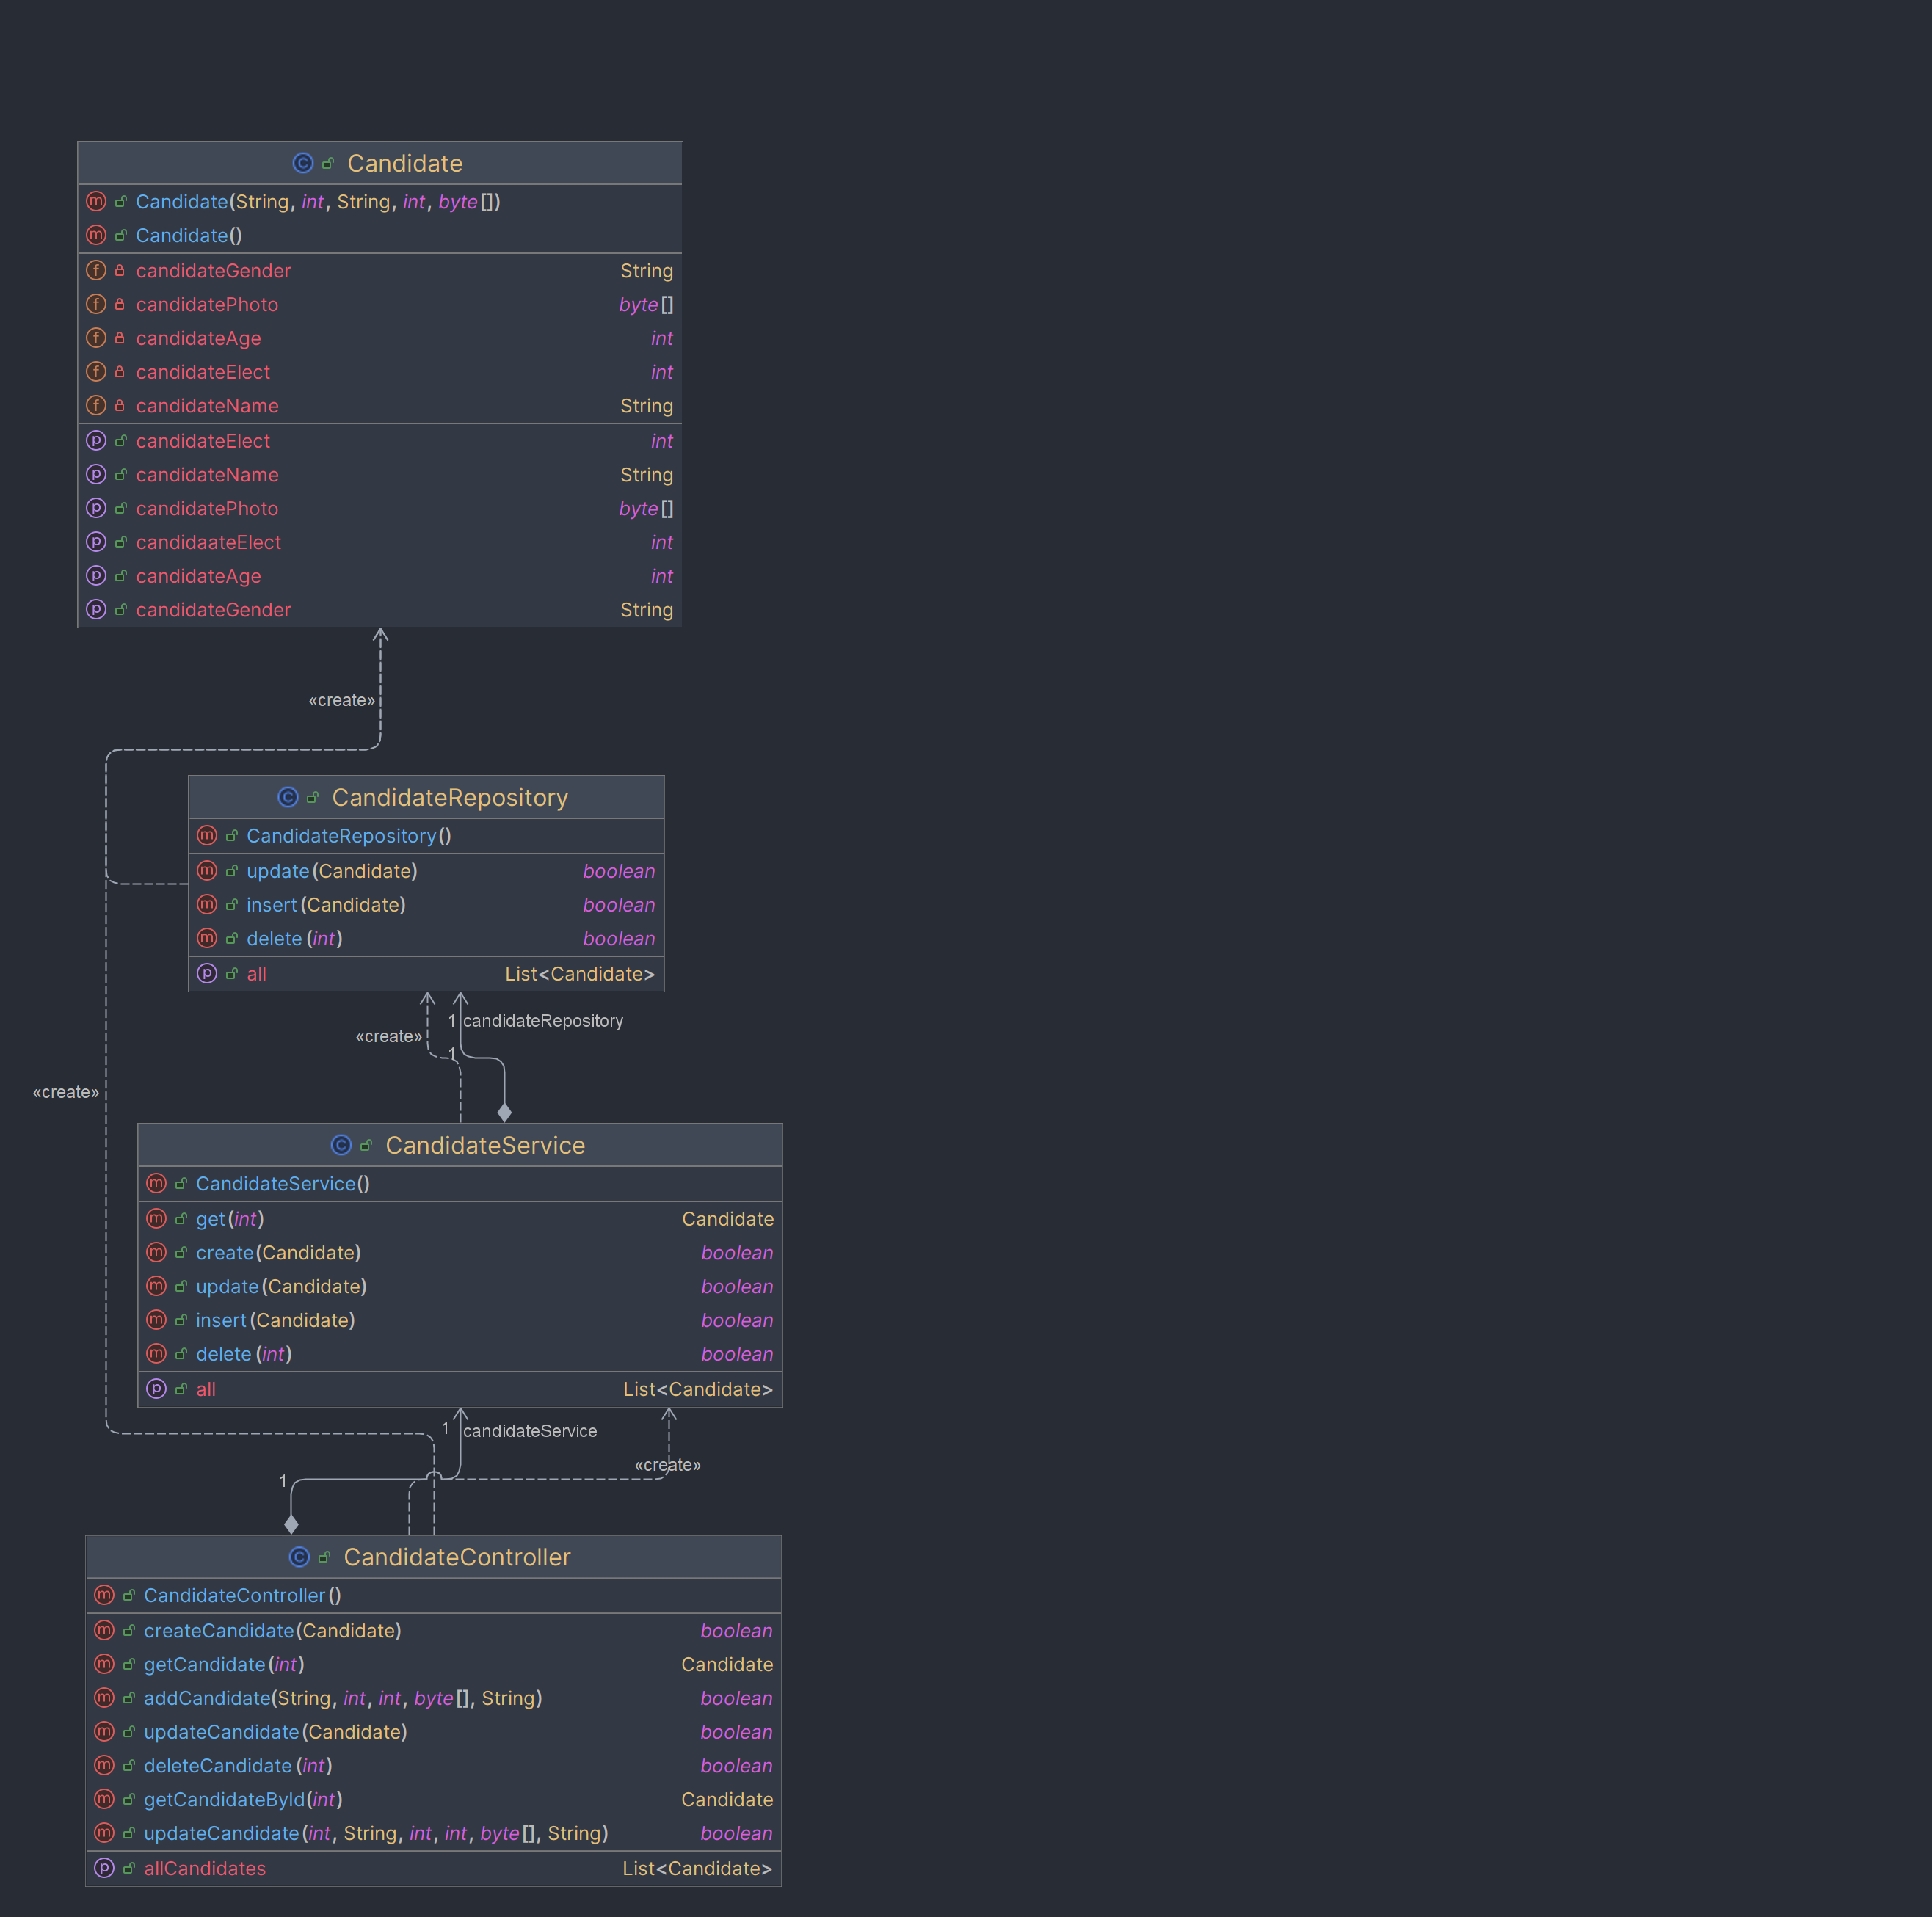 Candidate
Candidate(String, int, String, int, byte[])
Candidate()
candidateGender String
candidatePhoto byte[]
candidateAge int
candidateElect int
candidateName String
candidateElect int
candidateName String
candidatePhoto byte[]
candidaateElect int
candidateAge int
candidateGender String
«create»
CandidateRepository
CandidateRepository()
update(Candidate) boolean
insert(Candidate) boolean
delete(int) boolean
all List<Candidate>
1 candidateRepository
«create»
1
«create»
CandidateService
CandidateService()
get(int) Candidate
create(Candidate) boolean
update(Candidate) boolean
insert(Candidate) boolean
delete(int) boolean
all List<Candidate>
1 candidateService
«create»
1
CandidateController
CandidateController()
createCandidate(Candidate) boolean
getCandidate(int) Candidate
addCandidate(String, int, int, byte[], String) boolean
updateCandidate(Candidate) boolean
deleteCandidate(int) boolean
getCandidateById(int) Candidate
updateCandidate(int, String, int, int, byte[], String) boolean
allCandidates List<Candidate>